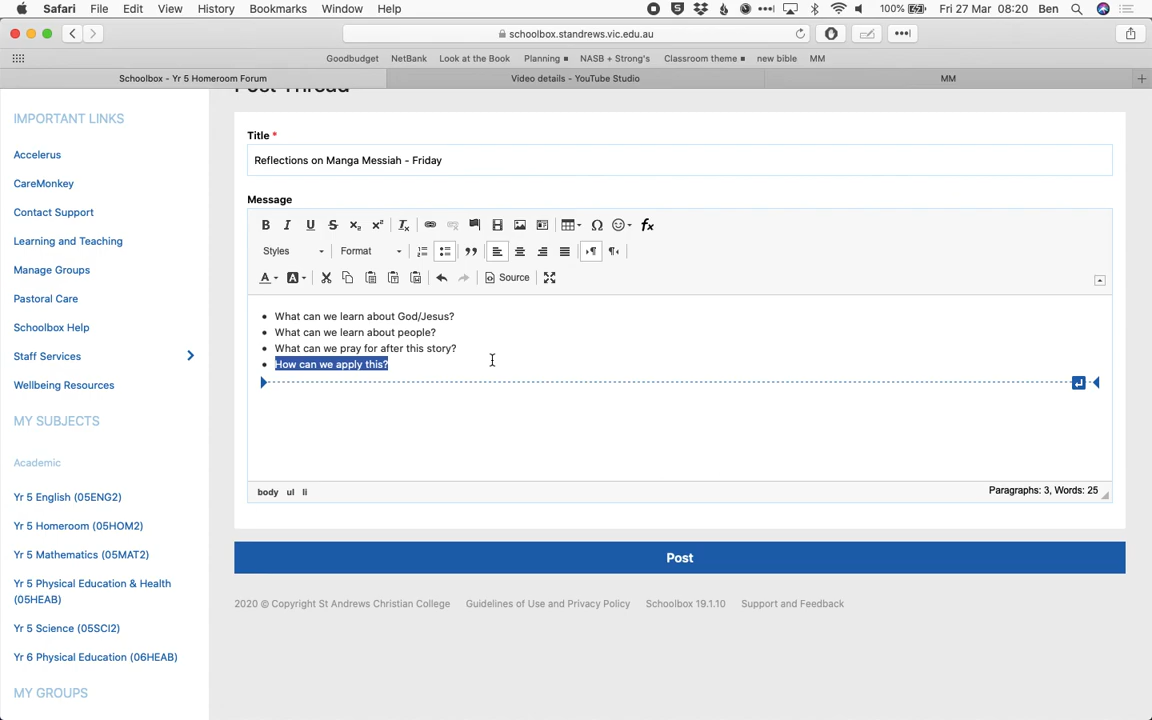 Safari File Edit View History Bookmarks Window Help 100% Fri 27 Mar 08:20 Ben
schoolbox.standrews.vic.edu.au
Goodbudget NetBank Look at the Book Planning NASB + Strong's Classroom theme new bible MM
Schoolbox - Yr 5 Homeroom Forum Video details - YouTube Studio MM
Post Thread
IMPORTANT LINKS
Accelerus
CareMonkey
Contact Support
Learning and Teaching
Manage Groups
Pastoral Care
Schoolbox Help
Staff Services
Wellbeing Resources
MY SUBJECTS
Academic
Yr 5 English (05ENG2)
Yr 5 Homeroom (05HOM2)
Yr 5 Mathematics (05MAT2)
Yr 5 Physical Education & Health
(05HEAB)
Yr 5 Science (05SCI2)
Yr 6 Physical Education (06HEAB)
MY GROUPS
Title *
Reflections on Manga Messiah - Friday
Message
Styles Format
Source
What can we learn about God/Jesus?
What can we learn about people?
What can we pray for after this story?
How can we apply this?
body ul li Paragraphs: 3, Words: 25
Post
2020 © Copyright St Andrews Christian College Guidelines of Use and Privacy Policy Schoolbox 19.1.10 Support and Feedback